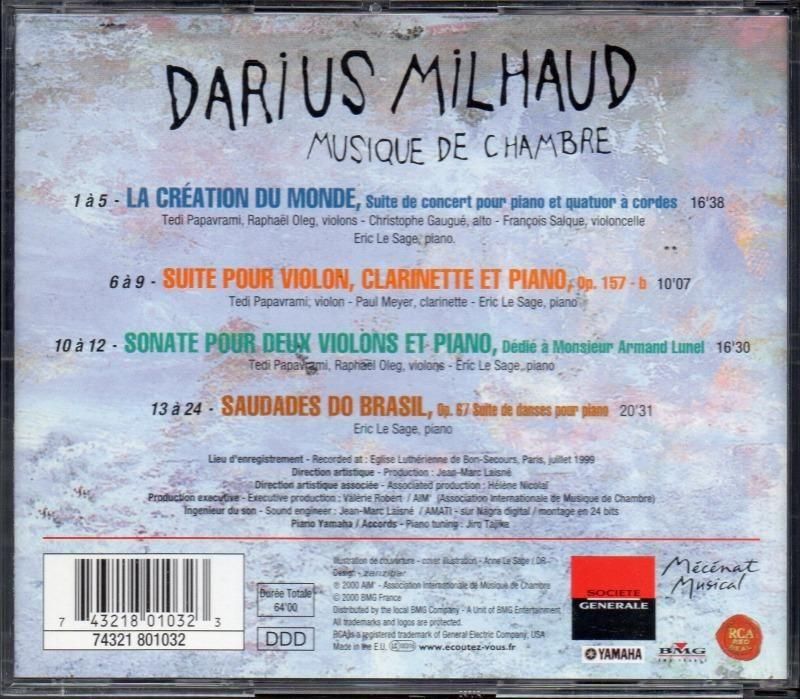 DARIUS MILHAUD
MUSIQUE DE CHAMBRE
1 à 5 - LA CRÉATION DU MONDE, Suite de concert pour piano et quatuor à cordes 16'38
Tedi Papavrami, Raphaël Oleg, violons - Christophe Gaugué, alto - François Salque, violoncelle
Eric Le Sage, piano.
6 à 9 - SUITE POUR VIOLON, CLARINETTE ET PIANO, Op. 157 - b 10'07
Tedi Papavrami, violon - Paul Meyer, clarinette - Eric Le Sage, piano
10 à 12 - SONATE POUR DEUX VIOLONS ET PIANO, Dédié à Monsieur Armand Lunel 16'30
Tedi Papavrami, Raphaël Oleg, violons - Eric Le Sage, piano
13 à 24 - SAUDADES DO BRASIL, Op. 67 Suite de danses pour piano 20'31
Eric Le Sage, piano
Lieu d'enregistrement - Recorded at : Eglise Luthérienne de Bon-Secours, Paris, juillet 1999
Direction artistique - Production : Jean-Marc Laisné
Direction artistique associée - Associated production : Hélène Nicolaï
Production executive - Executive production : Valérie Robert / AIM' (Association Internationale de Musique de Chambre)
Ingenieur du son - Sound engineer : Jean-Marc Laisné / AMATI - sur Nagra digital / montage en 24 bits
Piano Yamaha / Accords - Piano tuning : Jiro Tajika
7 43218 01032 3
74321 801032
Durée Totale
64'00
DDD
Illustration de couverture - cover illustration - Anne Le Sage / DR -
Design - zanzibar
℗ 2000 AIM' - Association Internationale de Musique de Chambre
© 2000 BMG France
Distributed by the local BMG Company - A Unit of BMG Entertainment
All trademarks and logos are protected.
RCA is a registered trademark of General Electric Company, USA
Made in the E.U. www.écoutez-vous.fr
SOCIETE
GENERALE
YAMAHA
Mécénat
Musical
BMG
FRANCE
RCA
RED
SEAL